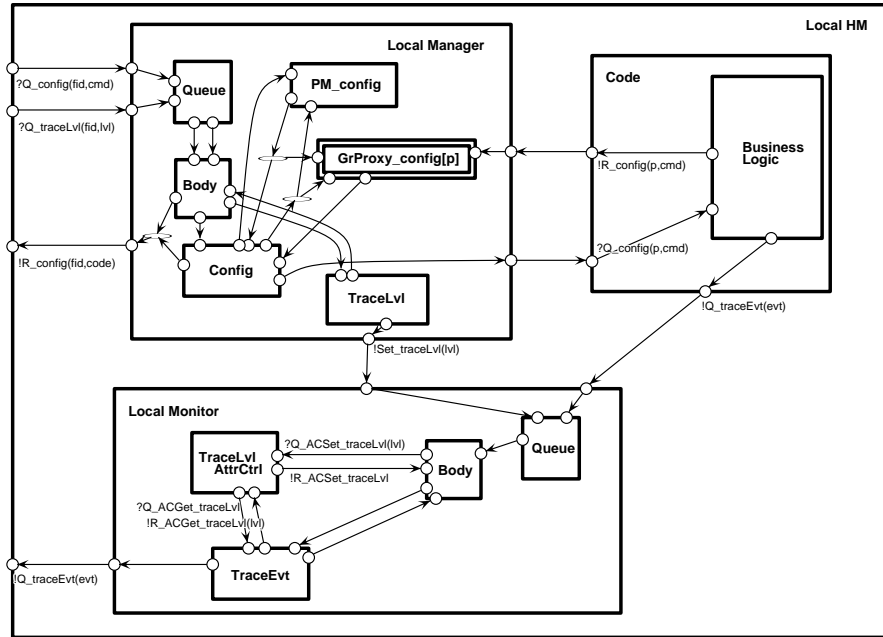 Local HM
Local Manager
Code
?Q_config(fid,cmd)
Queue
PM_config
?Q_traceLvl(fid,lvl)
GrProxy_config[p]
Business
Logic
!R_config(p,cmd)
Body
?Q_config(p,cmd)
!R_config(fid,code)
Config
TraceLvl
!Q_traceEvt(evt)
!Set_traceLvl(lvl)
Local Monitor
?Q_ACSet_traceLvl(lvl)
Queue
TraceLvl
AttrCtrl
Body
!R_ACSet_traceLvl
?Q_ACGet_traceLvl
!R_ACGet_traceLvl(lvl)
TraceEvt
!Q_traceEvt(evt)